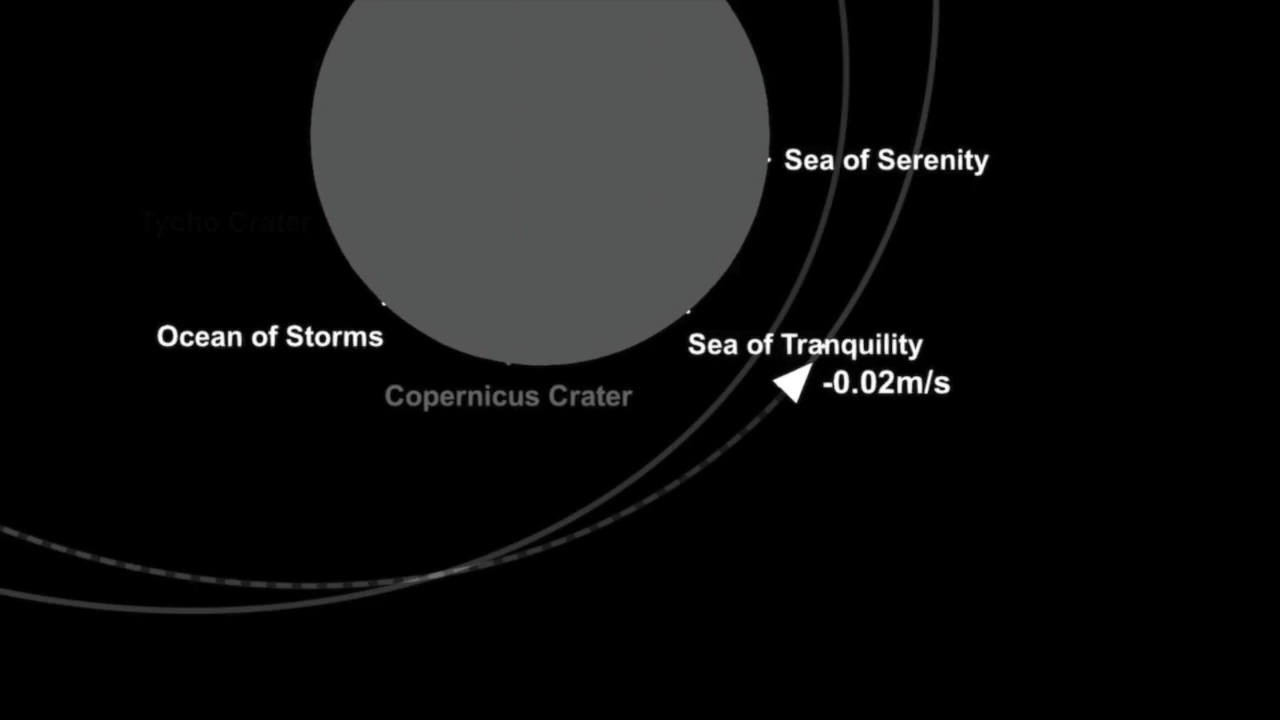 Sea of Serenity
Tycho Crater
Ocean of Storms
Sea of Tranquility
-0.02m/s
Copernicus Crater